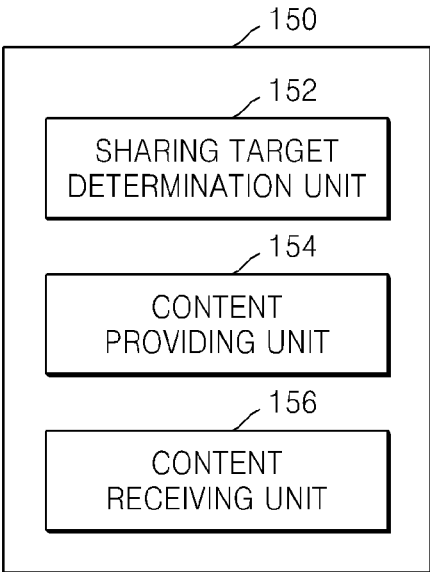 150
152
SHARING TARGET
DETERMINATION UNIT
154
CONTENT
PROVIDING UNIT
156
CONTENT
RECEIVING UNIT